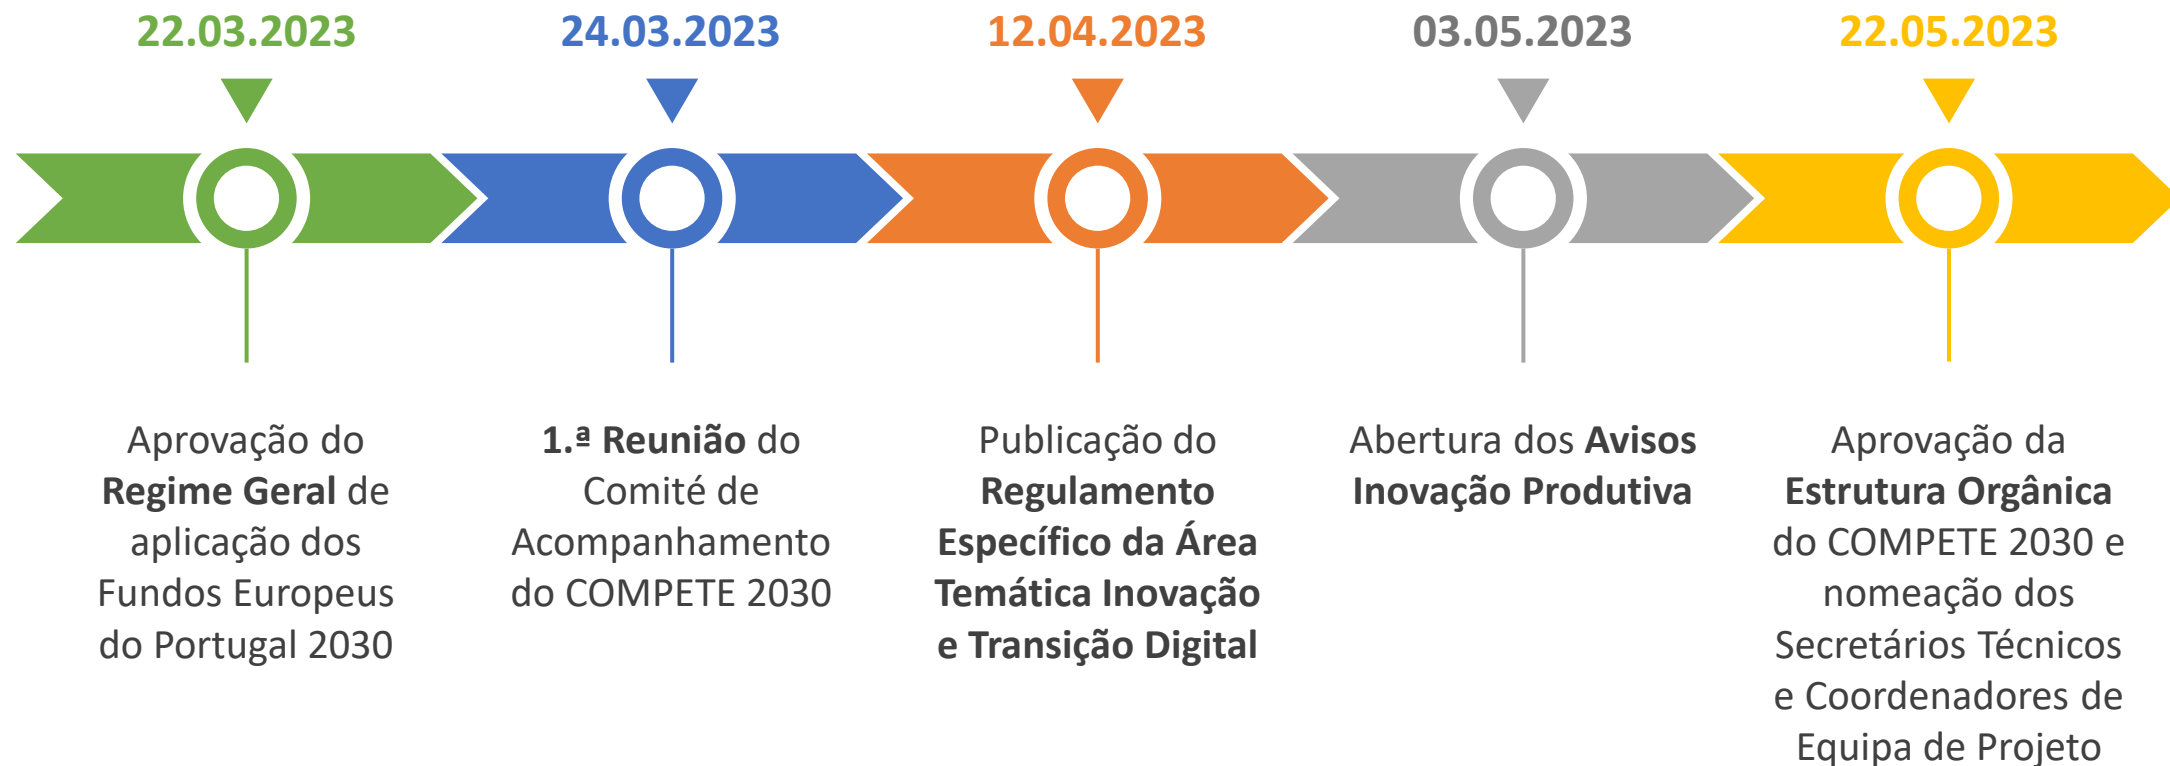 22.03.2023
24.03.2023
12.04.2023
03.05.2023
22.05.2023
Aprovação do
Regime Geral de
aplicação dos
Fundos Europeus
do Portugal 2030
1.ª Reunião do
Comité de
Acompanhamento
do COMPETE 2030
Publicação do
Regulamento
Específico da Área
Temática Inovação
e Transição Digital
Abertura dos Avisos
Inovação Produtiva
Aprovação da
Estrutura Orgânica
do COMPETE 2030 e
nomeação dos
Secretários Técnicos
e Coordenadores de
Equipa de Projeto